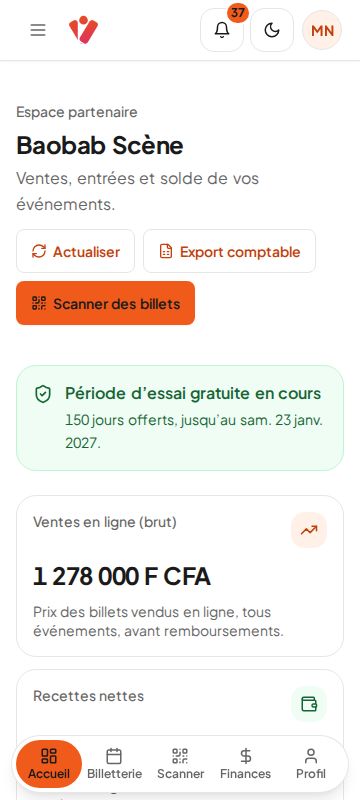 37
MN
Espace partenaire
Baobab Scène
Ventes, entrées et solde de vos
événements.
Actualiser
Export comptable
Scanner des billets
Période d'essai gratuite en cours
150 jours offerts, jusqu'au sam. 23 janv.
2027.
Ventes en ligne (brut)
1 278 000 F CFA
Prix des billets vendus en ligne, tous
événements, avant remboursements.
Recettes nettes
Accueil
Billetterie
Scanner
Finances
Profil